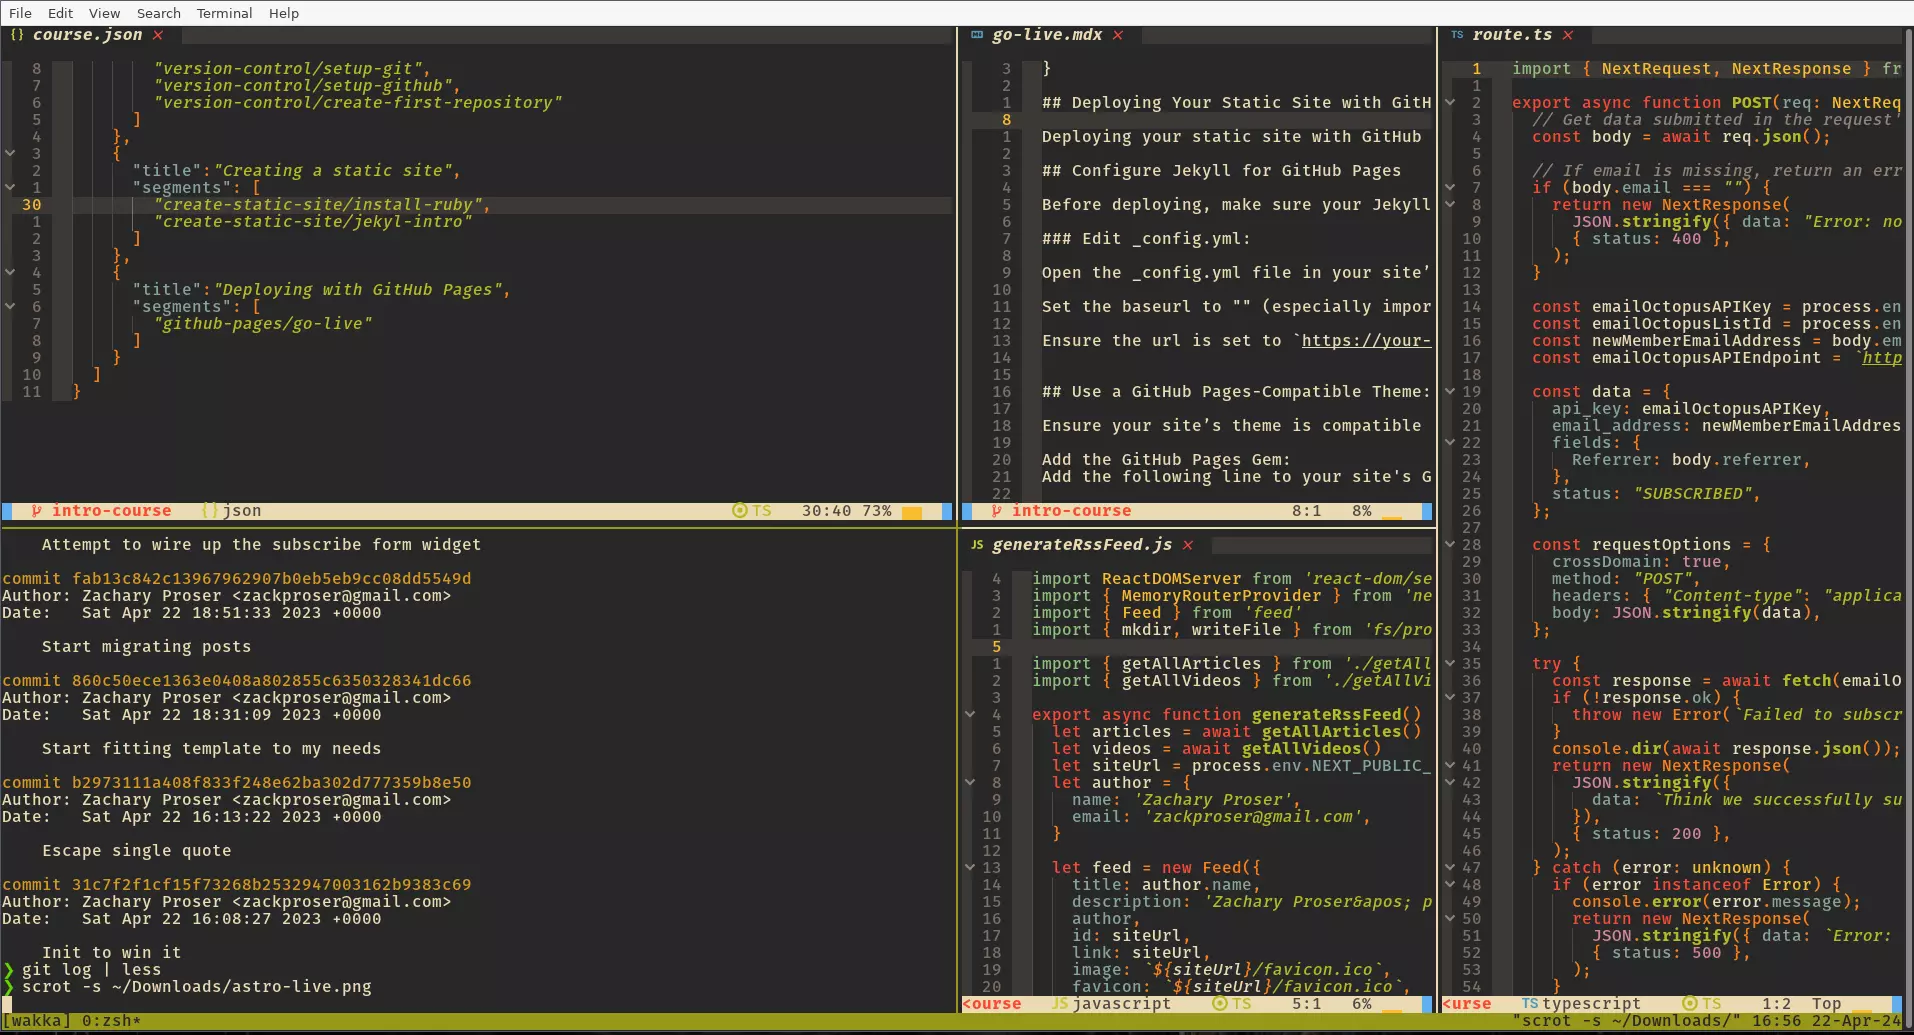 File Edit View Search Terminal Help
{} course.json ×
8 "version-control/setup-git",
7 "version-control/setup-github",
6 "version-control/create-first-repository"
5 ]
4 },
3 {
2 "title":"Creating a static site",
1 "segments": [
30 "create-static-site/install-ruby",
1 "create-static-site/jekyl-intro"
2 ]
3 },
4 {
5 "title":"Deploying with GitHub Pages",
6 "segments": [
7 "github-pages/go-live"
8 ]
9 }
10 ]
11 }
intro-course {} json TS 30:40 73%
Attempt to wire up the subscribe form widget
commit fab13c842c13967962907b0eb5eb9cc08dd5549d
Author: Zachary Proser <zackproser@gmail.com>
Date: Sat Apr 22 18:51:33 2023 +0000
Start migrating posts
commit 860c50ece1363e0408a802855c6350328341dc66
Author: Zachary Proser <zackproser@gmail.com>
Date: Sat Apr 22 18:31:09 2023 +0000
Start fitting template to my needs
commit b2973111a408f833f248e62ba302d777359b8e50
Author: Zachary Proser <zackproser@gmail.com>
Date: Sat Apr 22 16:13:22 2023 +0000
Escape single quote
commit 31c7f2f1cf15f73268b2532947003162b9383c69
Author: Zachary Proser <zackproser@gmail.com>
Date: Sat Apr 22 16:08:27 2023 +0000
Init to win it
❯ git log | less
❯ scrot -s ~/Downloads/astro-live.png
go-live.mdx ×
3 }
2
1 ## Deploying Your Static Site with GitH
8
1 Deploying your static site with GitHub
2
3 ## Configure Jekyll for GitHub Pages
4
5 Before deploying, make sure your Jekyll
6
7 ### Edit _config.yml:
8
9 Open the _config.yml file in your site’
10
11 Set the baseurl to "" (especially impor
12
13 Ensure the url is set to `https://your-
14
15
16 ## Use a GitHub Pages-Compatible Theme:
17
18 Ensure your site’s theme is compatible
19
20 Add the GitHub Pages Gem:
21 Add the following line to your site's G
22
intro-course 8:1 8%
JS generateRssFeed.js ×
4 import ReactDOMServer from 'react-dom/se
3 import { MemoryRouterProvider } from 'ne
2 import { Feed } from 'feed'
1 import { mkdir, writeFile } from 'fs/pro
5
1 import { getAllArticles } from './getAll
2 import { getAllVideos } from './getAllVi
3
4 export async function generateRssFeed()
5 let articles = await getAllArticles()
6 let videos = await getAllVideos()
7 let siteUrl = process.env.NEXT_PUBLIC_
8 let author = {
9 name: 'Zachary Proser',
10 email: 'zackproser@gmail.com',
11 }
12
13 let feed = new Feed({
14 title: author.name,
15 description: 'Zachary Proser&apos; p
16 author,
17 id: siteUrl,
18 link: siteUrl,
19 image: `${siteUrl}/favicon.ico`,
20 favicon: `${siteUrl}/favicon.ico`,
<ourse JS javascript TS 5:1 6%
TS route.ts ×
1 import { NextRequest, NextResponse } fr
1
2 export async function POST(req: NextReq
3 // Get data submitted in the request'
4 const body = await req.json();
5
6 // If email is missing, return an err
7 if (body.email === "") {
8 return new NextResponse(
9 JSON.stringify({ data: "Error: no
10 { status: 400 },
11 );
12 }
13
14 const emailOctopusAPIKey = process.en
15 const emailOctopusListId = process.en
16 const newMemberEmailAddress = body.em
17 const emailOctopusAPIEndpoint = `http
18
19 const data = {
20 api_key: emailOctopusAPIKey,
21 email_address: newMemberEmailAddres
22 fields: {
23 Referrer: body.referrer,
24 },
25 status: "SUBSCRIBED",
26 };
27
28 const requestOptions = {
29 crossDomain: true,
30 method: "POST",
31 headers: { "Content-type": "applica
32 body: JSON.stringify(data),
33 };
34
35 try {
36 const response = await fetch(emailO
37 if (!response.ok) {
38 throw new Error(`Failed to subscr
39 }
40 console.dir(await response.json());
41 return new NextResponse(
42 JSON.stringify({
43 data: `Think we successfully su
44 }),
45 { status: 200 },
46 );
47 } catch (error: unknown) {
48 if (error instanceof Error) {
49 console.error(error.message);
50 return new NextResponse(
51 JSON.stringify({ data: `Error:
52 { status: 500 },
53 );
54 }
<urse TS typescript TS 1:2 Top
[wakka] 0:zsh* "scrot -s ~/Downloads/" 16:56 22-Apr-24